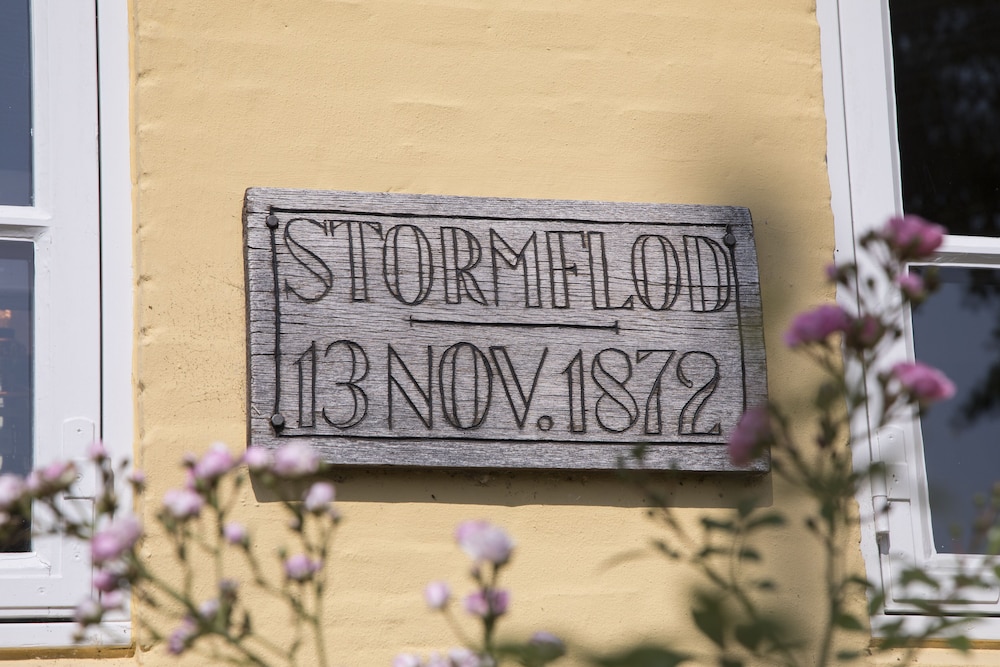 STORMFLOD
13 NOV. 1872